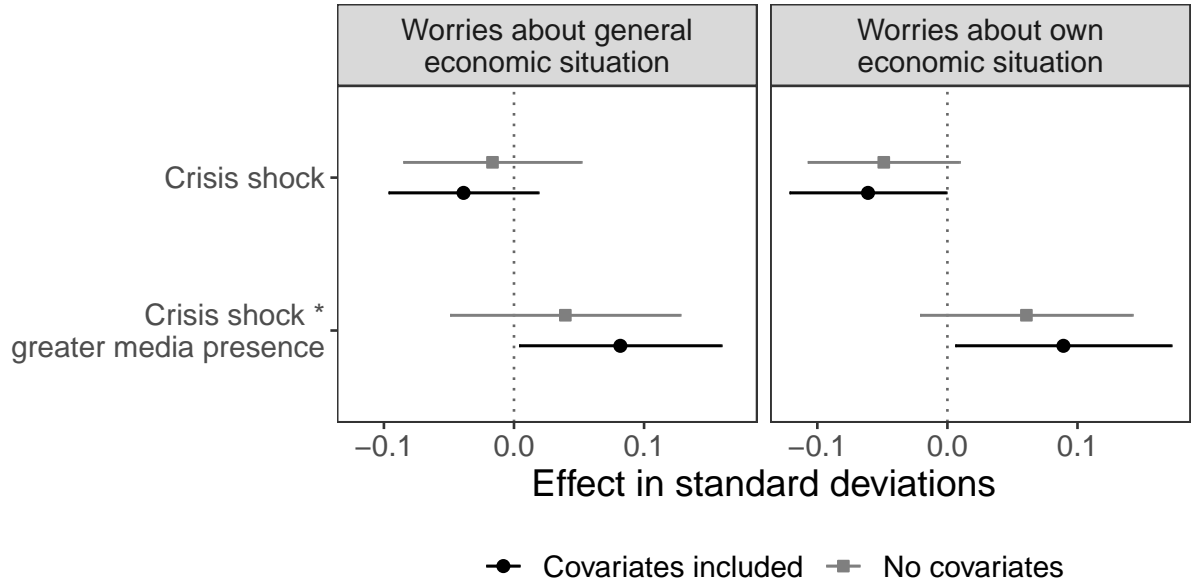 Worries about general
economic situation
Worries about own
economic situation
Crisis shock
Crisis shock *
greater media presence
−0.1
0.0
0.1
−0.1
0.0
0.1
Effect in standard deviations
Covariates included
No covariates